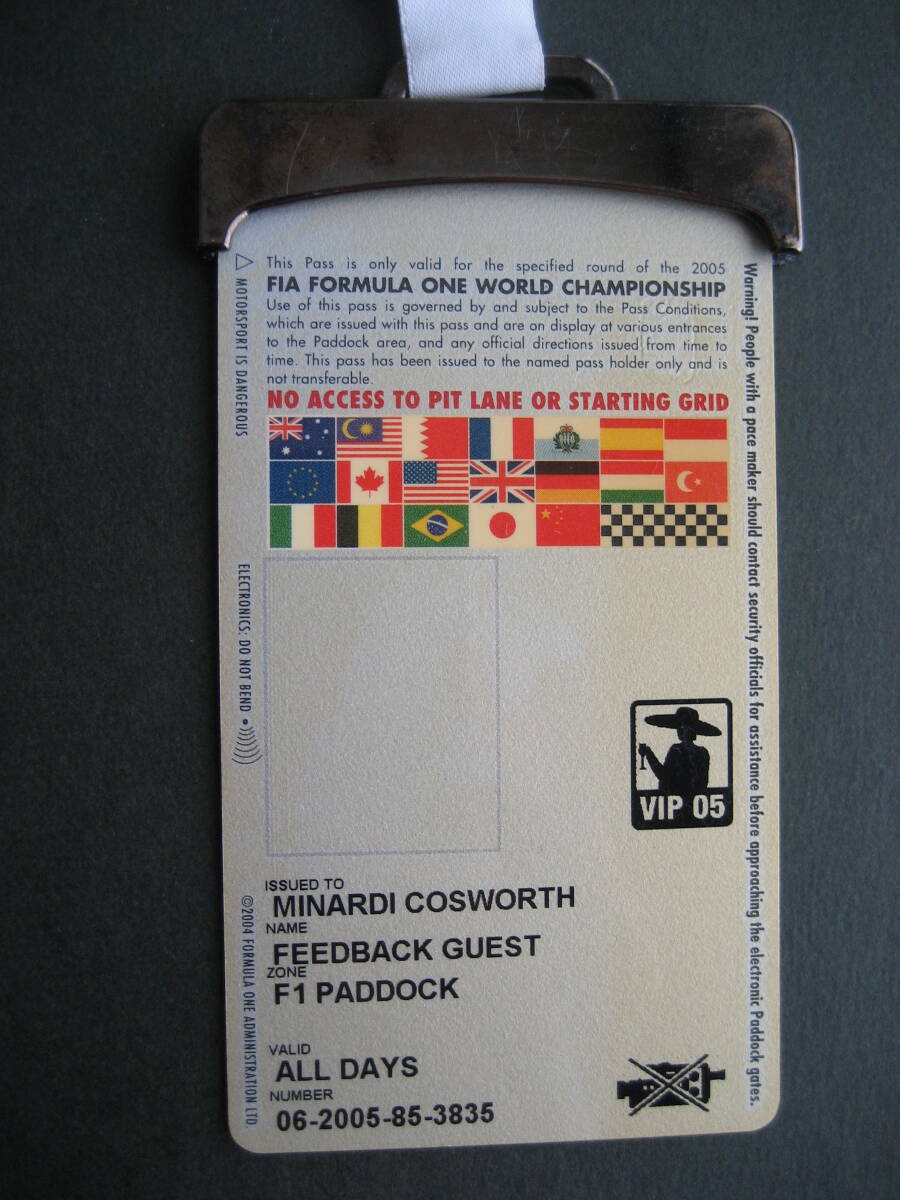 This Pass is only valid for the specified round of the 2005
FIA FORMULA ONE WORLD CHAMPIONSHIP
Use of this pass is governed by and subject to the Pass Conditions,
which are issued with this pass and are on display at various entrances
to the Paddock area, and any official directions issued from time to
time. This pass has been issued to the named pass holder only and is
not transferable.
NO ACCESS TO PIT LANE OR STARTING GRID
MOTORSPORT IS DANGEROUS
ELECTRONICS: DO NOT BEND
©2004 FORMULA ONE ADMINISTRATION LTD.
Warning! People with a pace maker should contact security officials for assistance before approaching the electronic Paddock gates.
VIP 05
ISSUED TO
MINARDI COSWORTH
NAME
FEEDBACK GUEST
ZONE
F1 PADDOCK
VALID
ALL DAYS
NUMBER
06-2005-85-3835